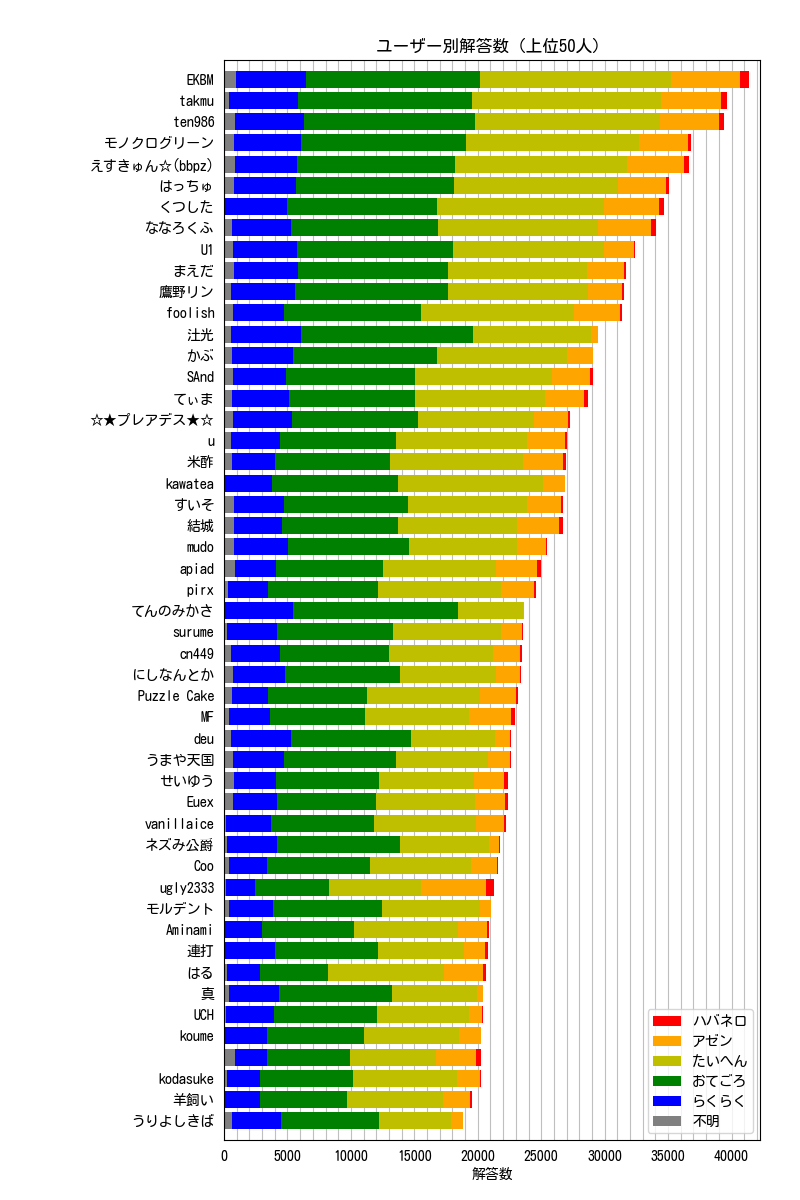 ユーザー別解答数（上位50人）
EKBM
takmu
ten986
モノクログリーン
えすきゅん☆(bbpz)
はっちゅ
くつした
ななろくふ
U1
まえだ
鷹野リン
foolish
注光
かぶ
SAnd
てぃま
☆★プレアデス★☆
u
米酢
kawatea
すいそ
結城
mudo
apiad
pirx
てんのみかさ
surume
cn449
にしなんとか
Puzzle Cake
MF
deu
うまや天国
せいゆう
Euex
vanillaice
ネズみ公爵
Coo
ugly2333
モルデント
Aminami
連打
はる
真
UCH
koume
kodasuke
羊飼い
うりよしきば
ハバネロ
アゼン
たいへん
おてごろ
らくらく
不明
0 5000 10000 15000 20000 25000 30000 35000 40000
解答数